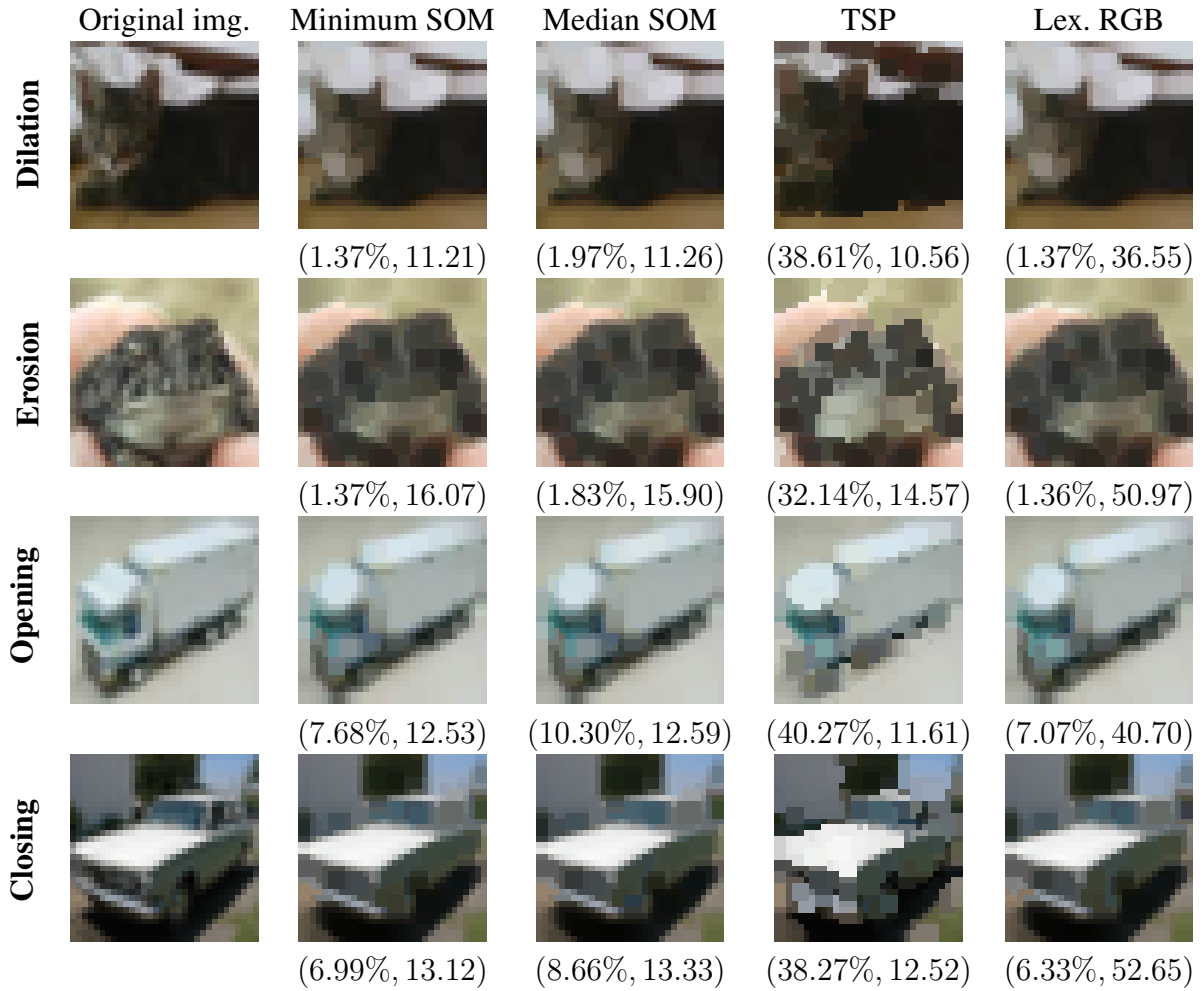 Original img. Minimum SOM Median SOM TSP Lex. RGB
Dilation
(1.37%, 11.21) (1.97%, 11.26) (38.61%, 10.56) (1.37%, 36.55)
Erosion
(1.37%, 16.07) (1.83%, 15.90) (32.14%, 14.57) (1.36%, 50.97)
Opening
(7.68%, 12.53) (10.30%, 12.59) (40.27%, 11.61) (7.07%, 40.70)
Closing
(6.99%, 13.12) (8.66%, 13.33) (38.27%, 12.52) (6.33%, 52.65)